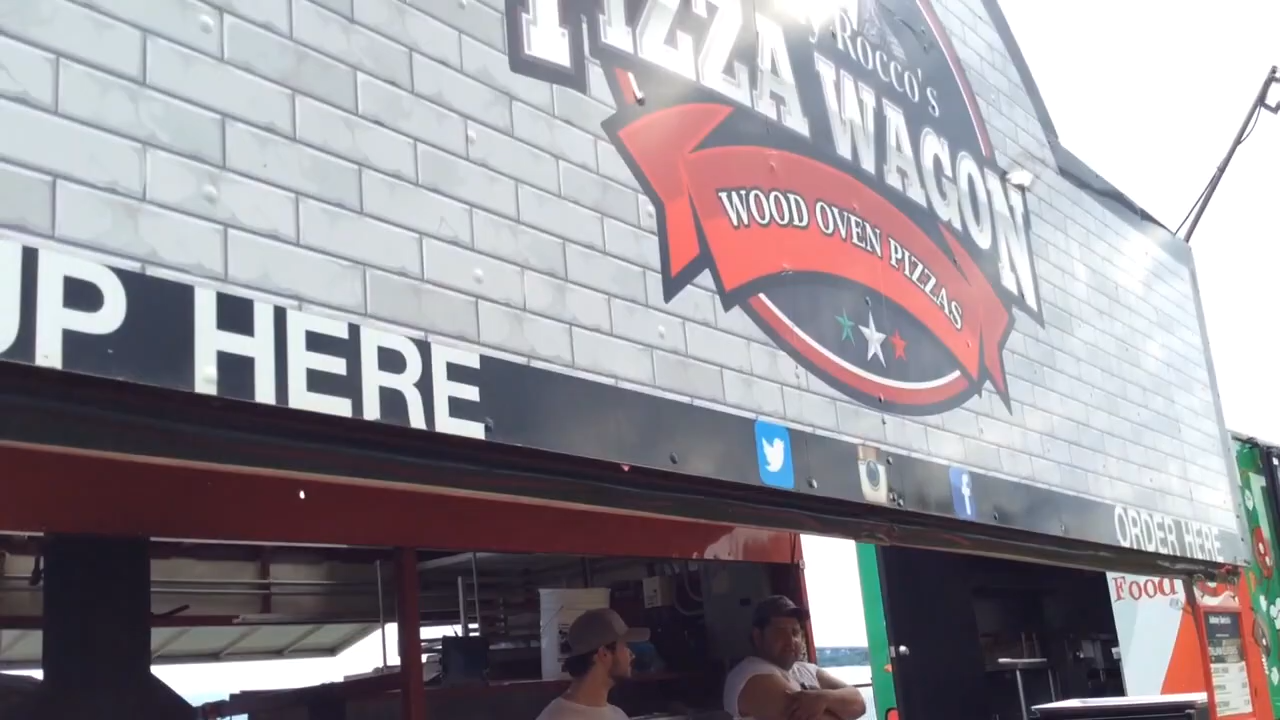 Rocco's
PIZZA WAGON
WOOD OVEN PIZZAS
UP HERE
ORDER HERE
Food